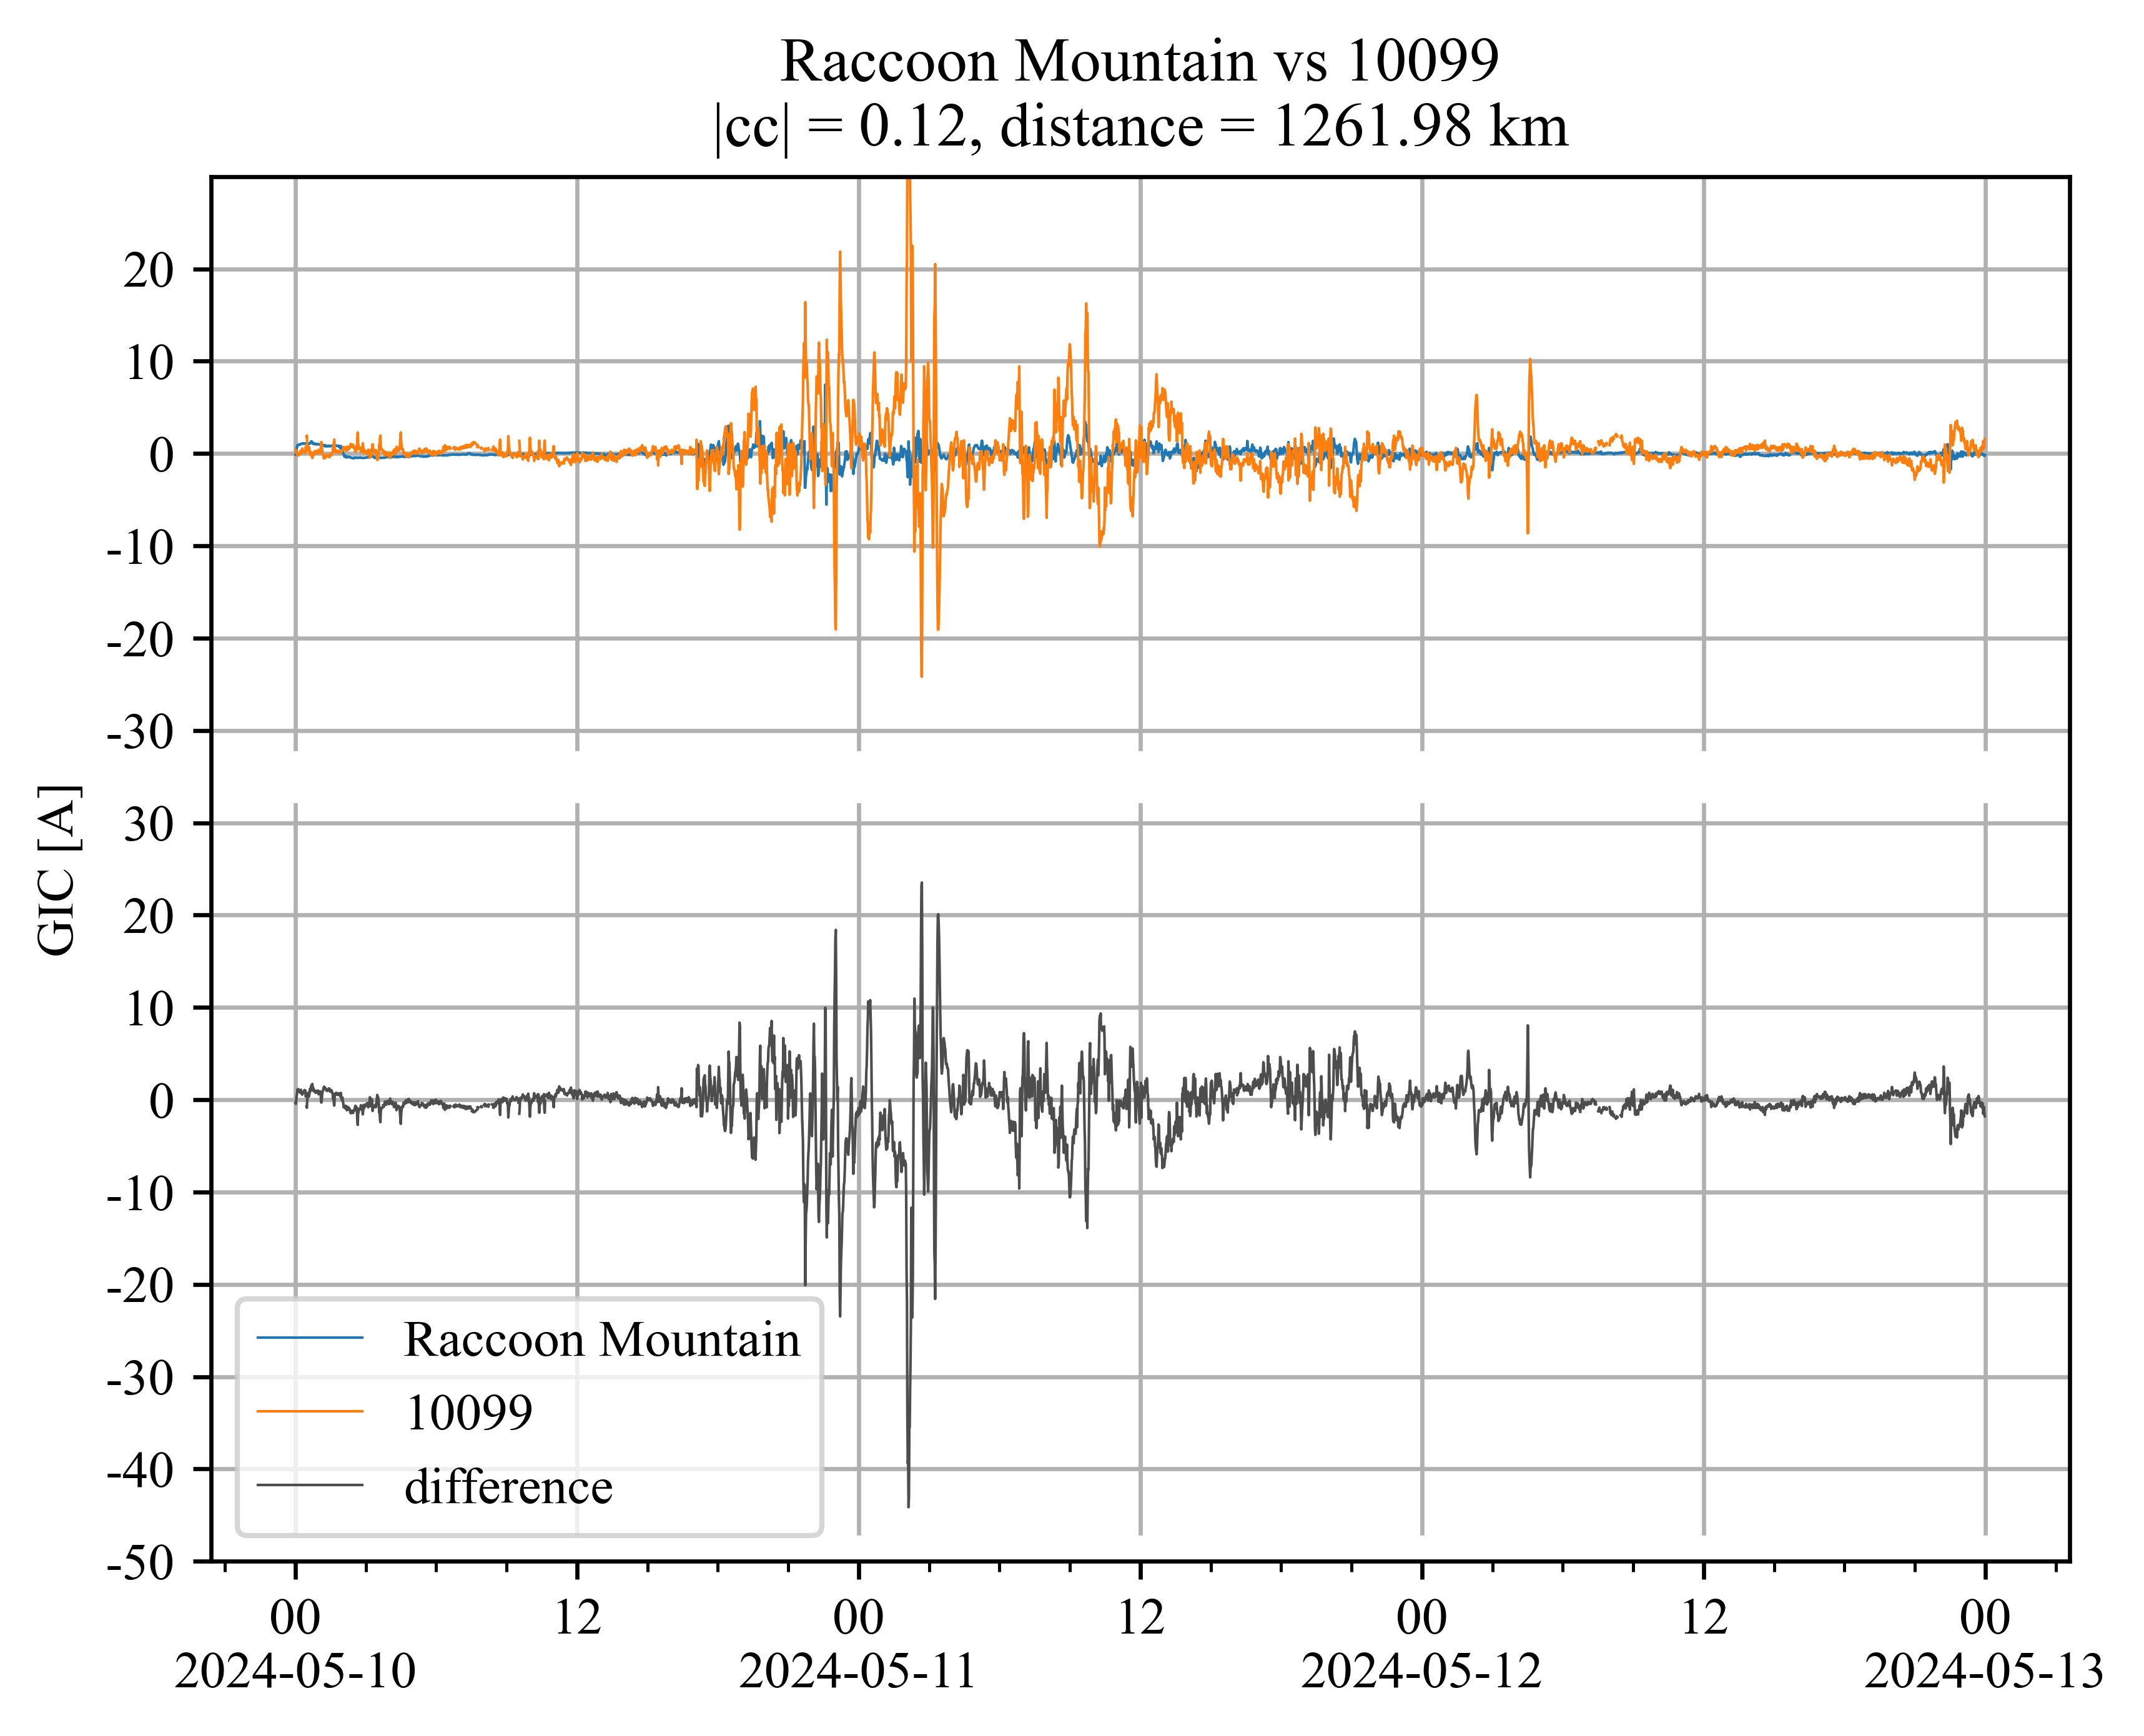 Raccoon Mountain vs 10099
|cc| = 0.12, distance = 1261.98 km
GIC [A]
20
10
0
-10
-20
-30
30
20
10
0
-10
-20
-30
-40
-50
Raccoon Mountain
10099
difference
00 12 00 12 00 12 00
2024-05-10 2024-05-11 2024-05-12 2024-05-13